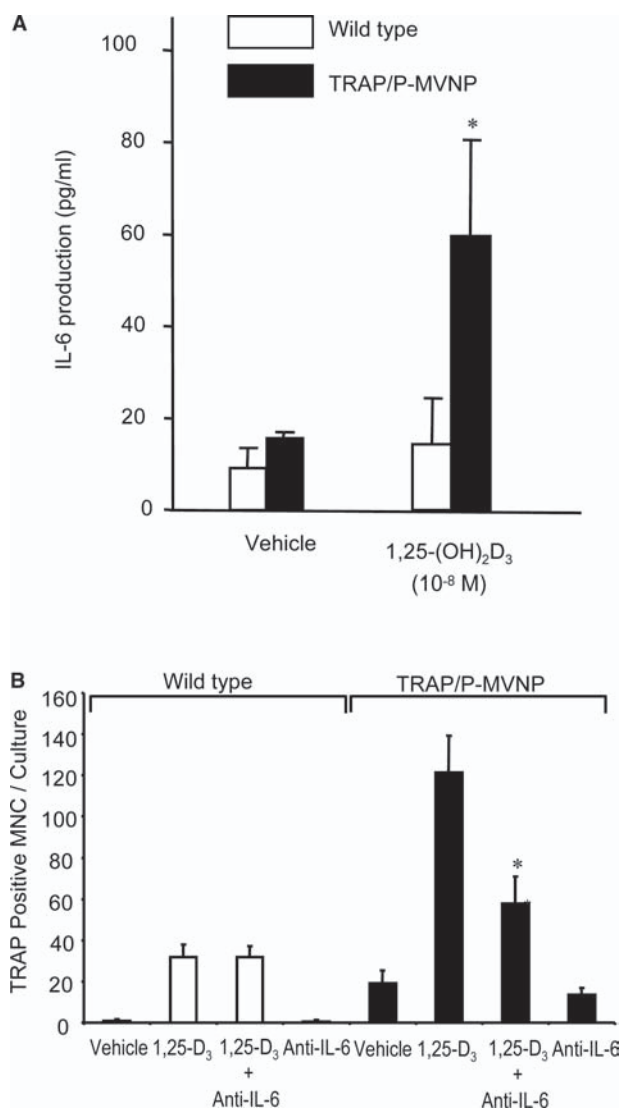 A
Wild type
TRAP/P-MVNP
IL-6 production (pg/ml)
100
80
60
40
20
0
*
Vehicle
1,25-(OH)₂D₃
(10⁻⁸ M)
B
Wild type
TRAP/P-MVNP
TRAP Positive MNC / Culture
160
140
120
100
80
60
40
20
0
*
Vehicle 1,25-D₃ 1,25-D₃ Anti-IL-6 Vehicle 1,25-D₃ 1,25-D₃ Anti-IL-6
+ +
Anti-IL-6 Anti-IL-6